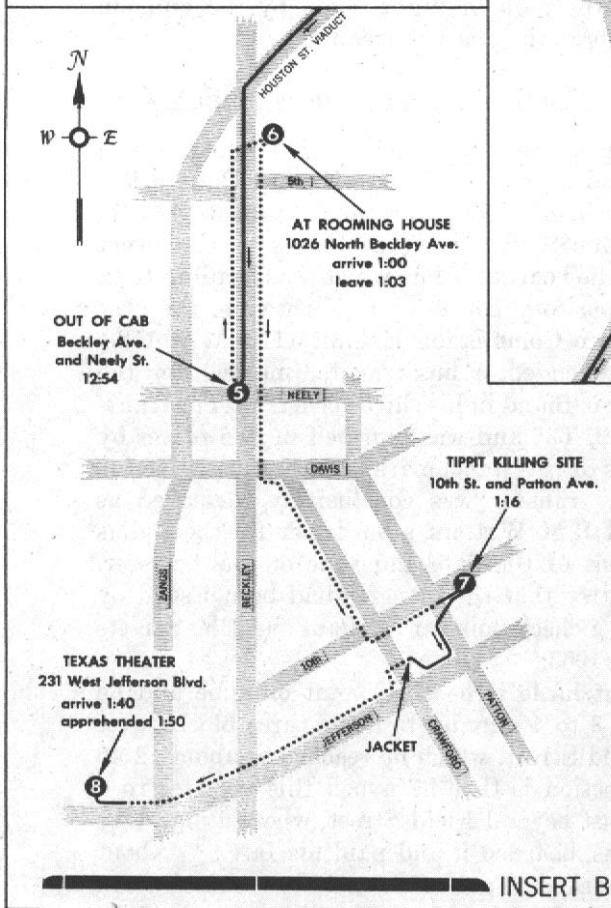 N
W E
HOUSTON ST. VIADUCT
6
5th
AT ROOMING HOUSE
1026 North Beckley Ave.
arrive 1:00
leave 1:03
OUT OF CAB
Beckley Ave.
and Neely St.
12:54
5
NEELY
DAVIS
TIPPIT KILLING SITE
10th St. and Patton Ave.
1:16
7
ZANGS
BECKLEY
10th
TEXAS THEATER
231 West Jefferson Blvd.
arrive 1:40
apprehended 1:50
JEFFERSON
CRAWFORD
PATTON
JACKET
8
INSERT B